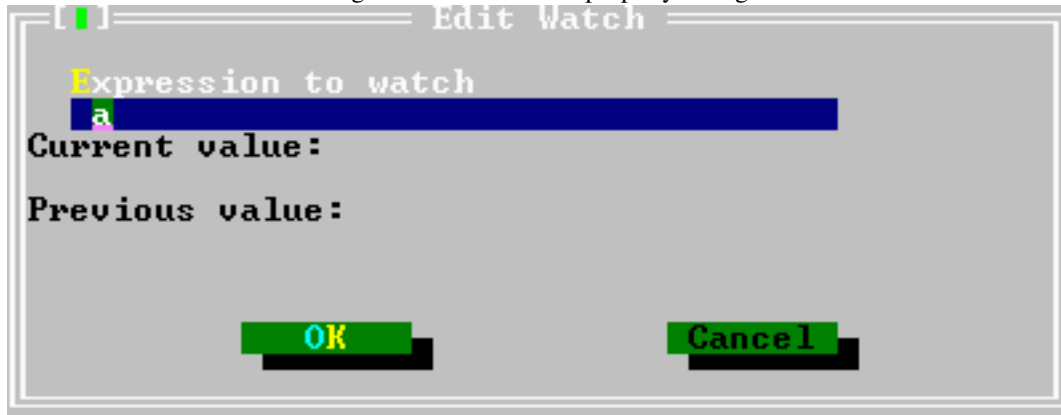 Edit Watch
Expression to watch
a
Current value:
Previous value:
OK Cancel